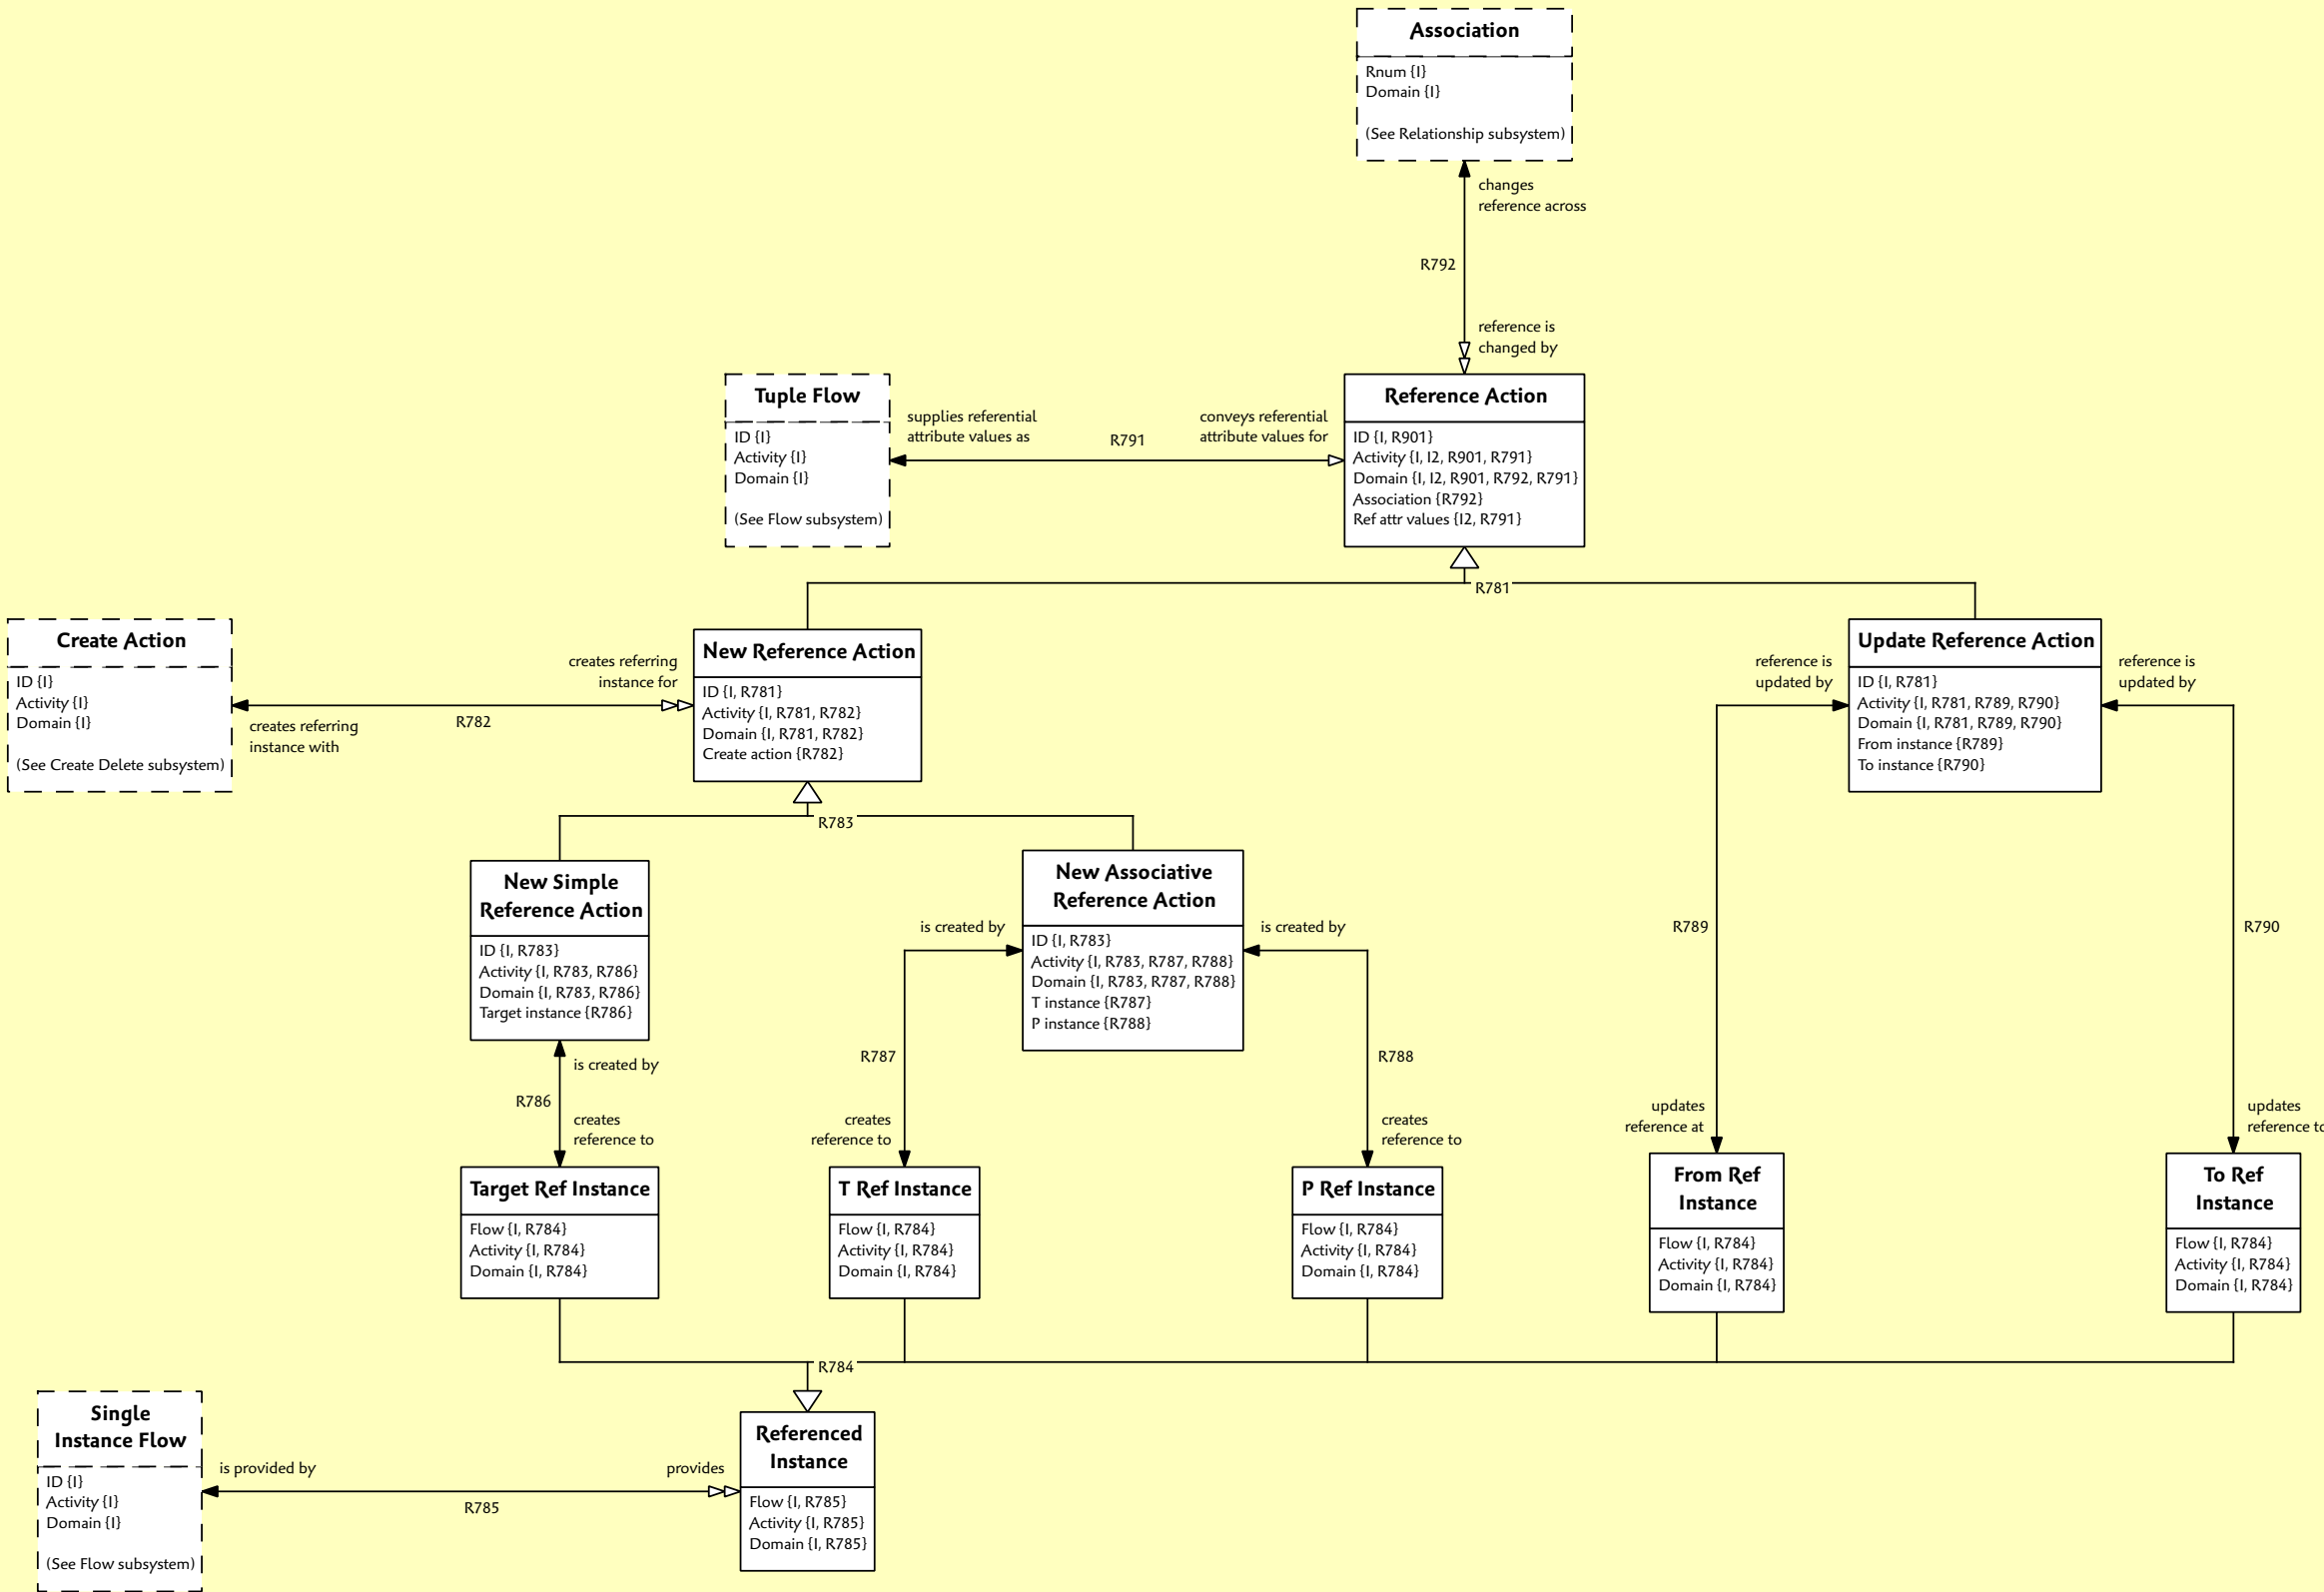 Association
Rnum {I}
Domain {I}
(See Relationship subsystem)
changes
reference across
R792
reference is
changed by
Tuple Flow
ID {I}
Activity {I}
Domain {I}
(See Flow subsystem)
supplies referential
attribute values as
R791
conveys referential
attribute values for
Reference Action
ID {I, R901}
Activity {I, I2, R901, R791}
Domain {I, I2, R901, R792, R791}
Association {R792}
Ref attr values {I2, R791}
R781
Create Action
ID {I}
Activity {I}
Domain {I}
(See Create Delete subsystem)
creates referring
instance for
R782
creates referring
instance with
New Reference Action
ID {I, R781}
Activity {I, R781, R782}
Domain {I, R781, R782}
Create action {R782}
reference is
updated by
Update Reference Action
ID {I, R781}
Activity {I, R781, R789, R790}
Domain {I, R781, R789, R790}
From instance {R789}
To instance {R790}
reference is
updated by
R783
New Simple
Reference Action
ID {I, R783}
Activity {I, R783, R786}
Domain {I, R783, R786}
Target instance {R786}
is created by
New Associative
Reference Action
ID {I, R783}
Activity {I, R783, R787, R788}
Domain {I, R783, R787, R788}
T instance {R787}
P instance {R788}
is created by
R789
R790
is created by
R786
creates
reference to
R787
creates
reference to
R788
creates
reference to
updates
reference at
updates
reference to
Target Ref Instance
Flow {I, R784}
Activity {I, R784}
Domain {I, R784}
T Ref Instance
Flow {I, R784}
Activity {I, R784}
Domain {I, R784}
P Ref Instance
Flow {I, R784}
Activity {I, R784}
Domain {I, R784}
From Ref
Instance
Flow {I, R784}
Activity {I, R784}
Domain {I, R784}
To Ref
Instance
Flow {I, R784}
Activity {I, R784}
Domain {I, R784}
R784
Single
Instance Flow
ID {I}
Activity {I}
Domain {I}
(See Flow subsystem)
is provided by
R785
provides
Referenced
Instance
Flow {I, R785}
Activity {I, R785}
Domain {I, R785}